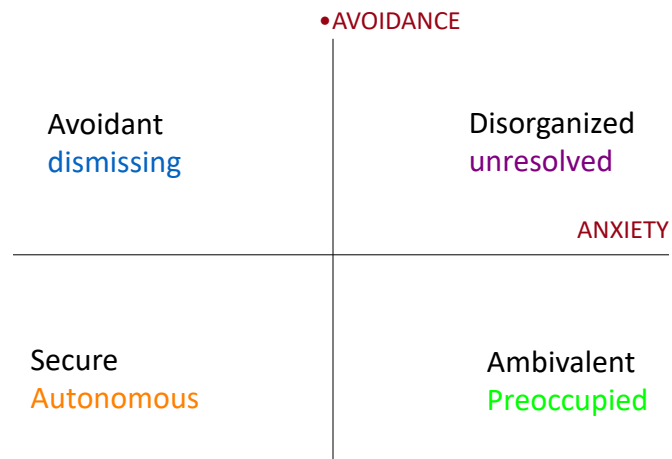 •AVOIDANCE
Avoidant
dismissing
Disorganized
unresolved
ANXIETY
Secure
Autonomous
Ambivalent
Preoccupied